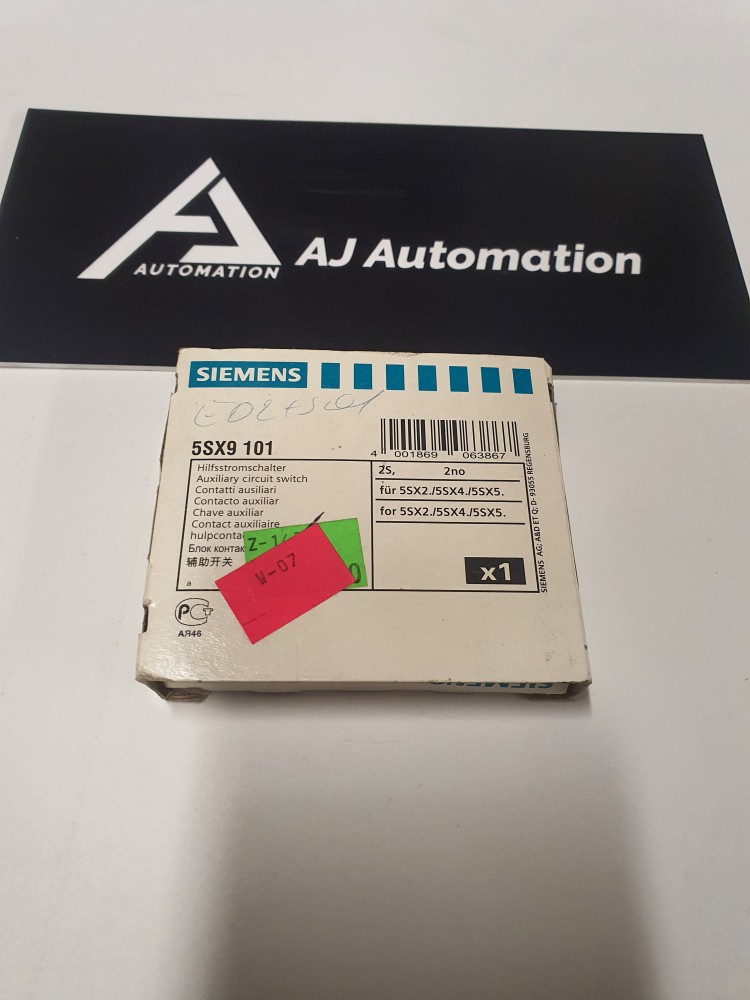 AUTOMATION
AJ Automation
SIEMENS
5SX9 101
4 001869 063867
Hilfsstromschalter
Auxiliary circuit switch
Contatti ausiliari
Contacto auxiliar
Chave auxiliar
Contact auxiliaire
Блок
辅助开关
a
2S, 2no
für 5SX2./5SX4./5SX5.
for 5SX2./5SX4./5SX5.
x1
SIEMENS AG; A&D ET Q; D- 93055 REGENSBURG
W-07
АЯ46
SIEMENS